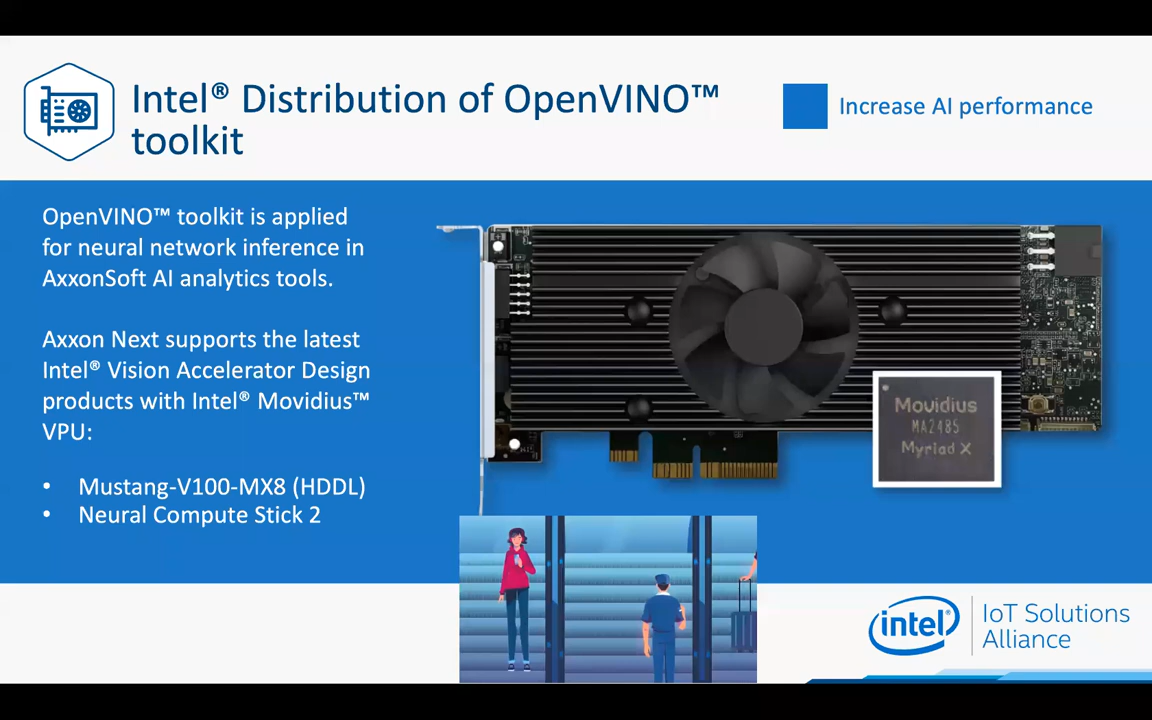 Intel® Distribution of OpenVINO™
toolkit
Increase AI performance
OpenVINO™ toolkit is applied
for neural network inference in
AxxonSoft AI analytics tools.
Axxon Next supports the latest
Intel® Vision Accelerator Design
products with Intel® Movidius™
VPU:
• Mustang-V100-MX8 (HDDL)
• Neural Compute Stick 2
Movidius
MA2485
Myriad X
intel®
IoT Solutions
Alliance